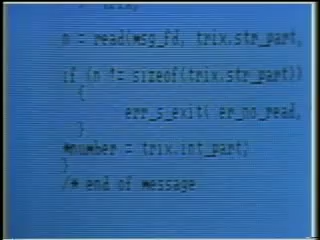 n = read(msg_fd, trix.str_part,
if (n != sizeof(trix.str_part))
{
err_s_exit( er_no_read,
}
*number = trix.int_part;
}
/* end of message